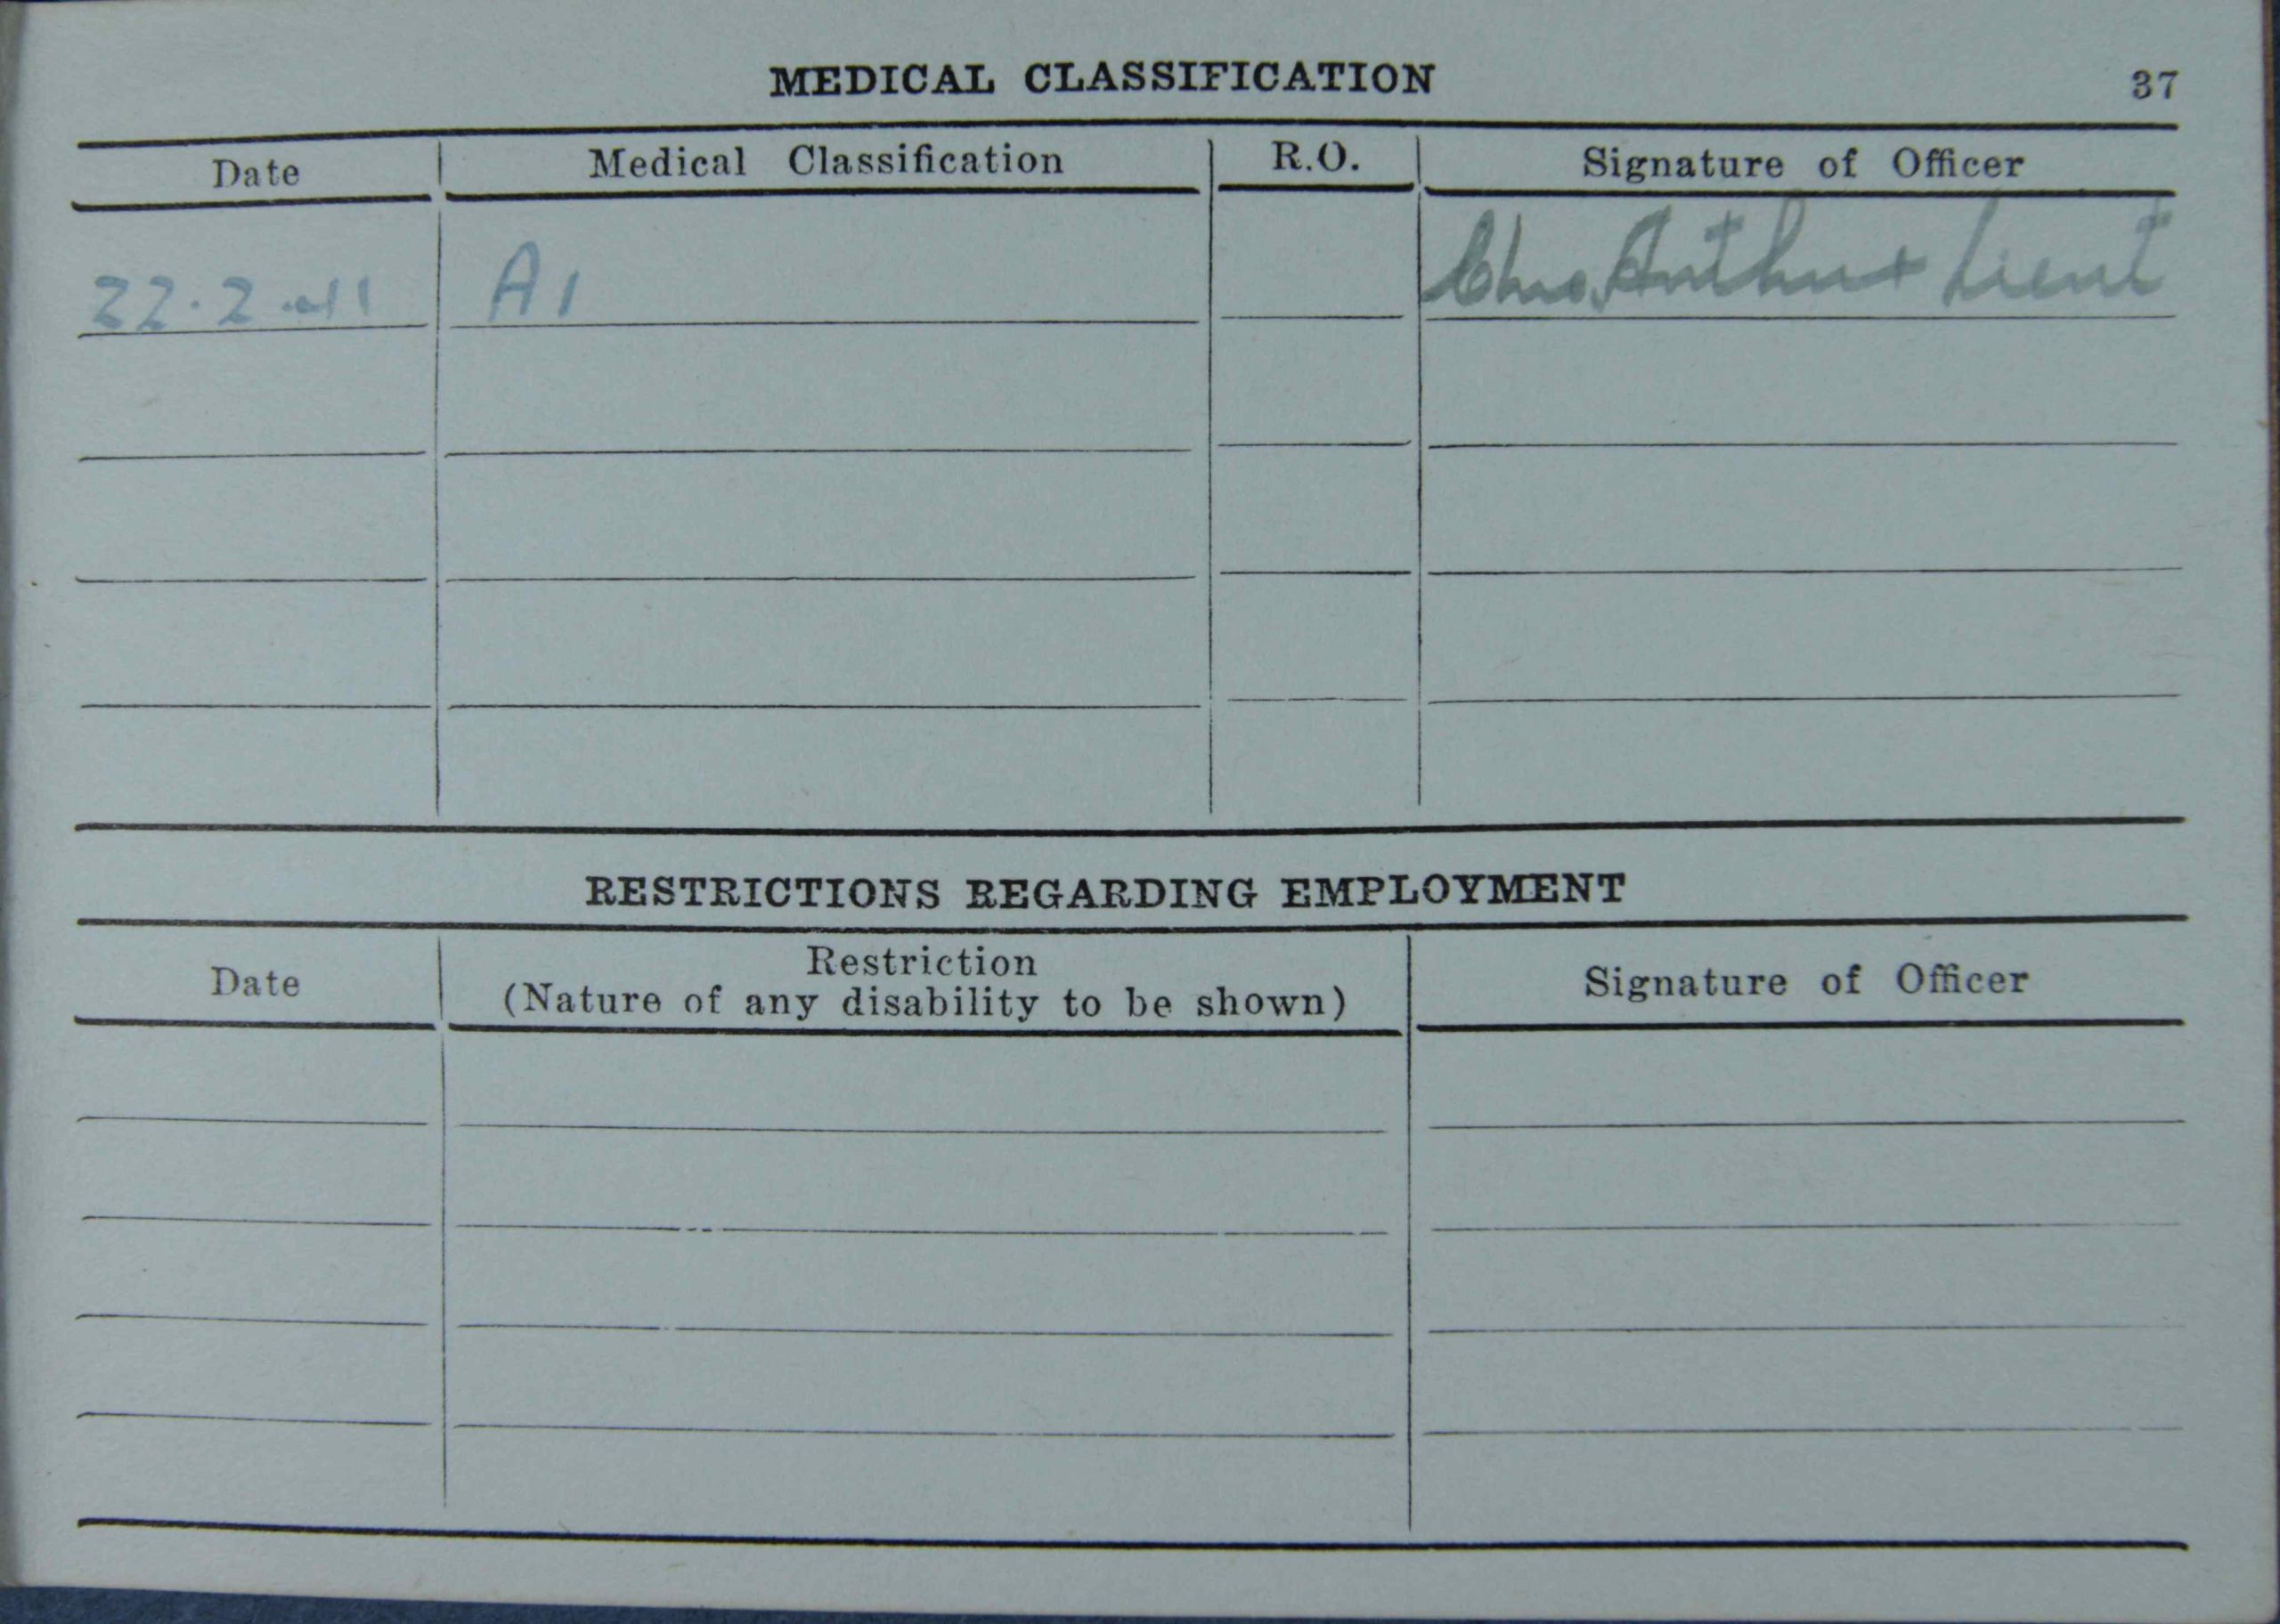 MEDICAL CLASSIFICATION 37
Date Medical Classification R.O. Signature of Officer
22.2.41 A1 Chas. Arthur Lieut
RESTRICTIONS REGARDING EMPLOYMENT
Date Restriction (Nature of any disability to be shown) Signature of Officer